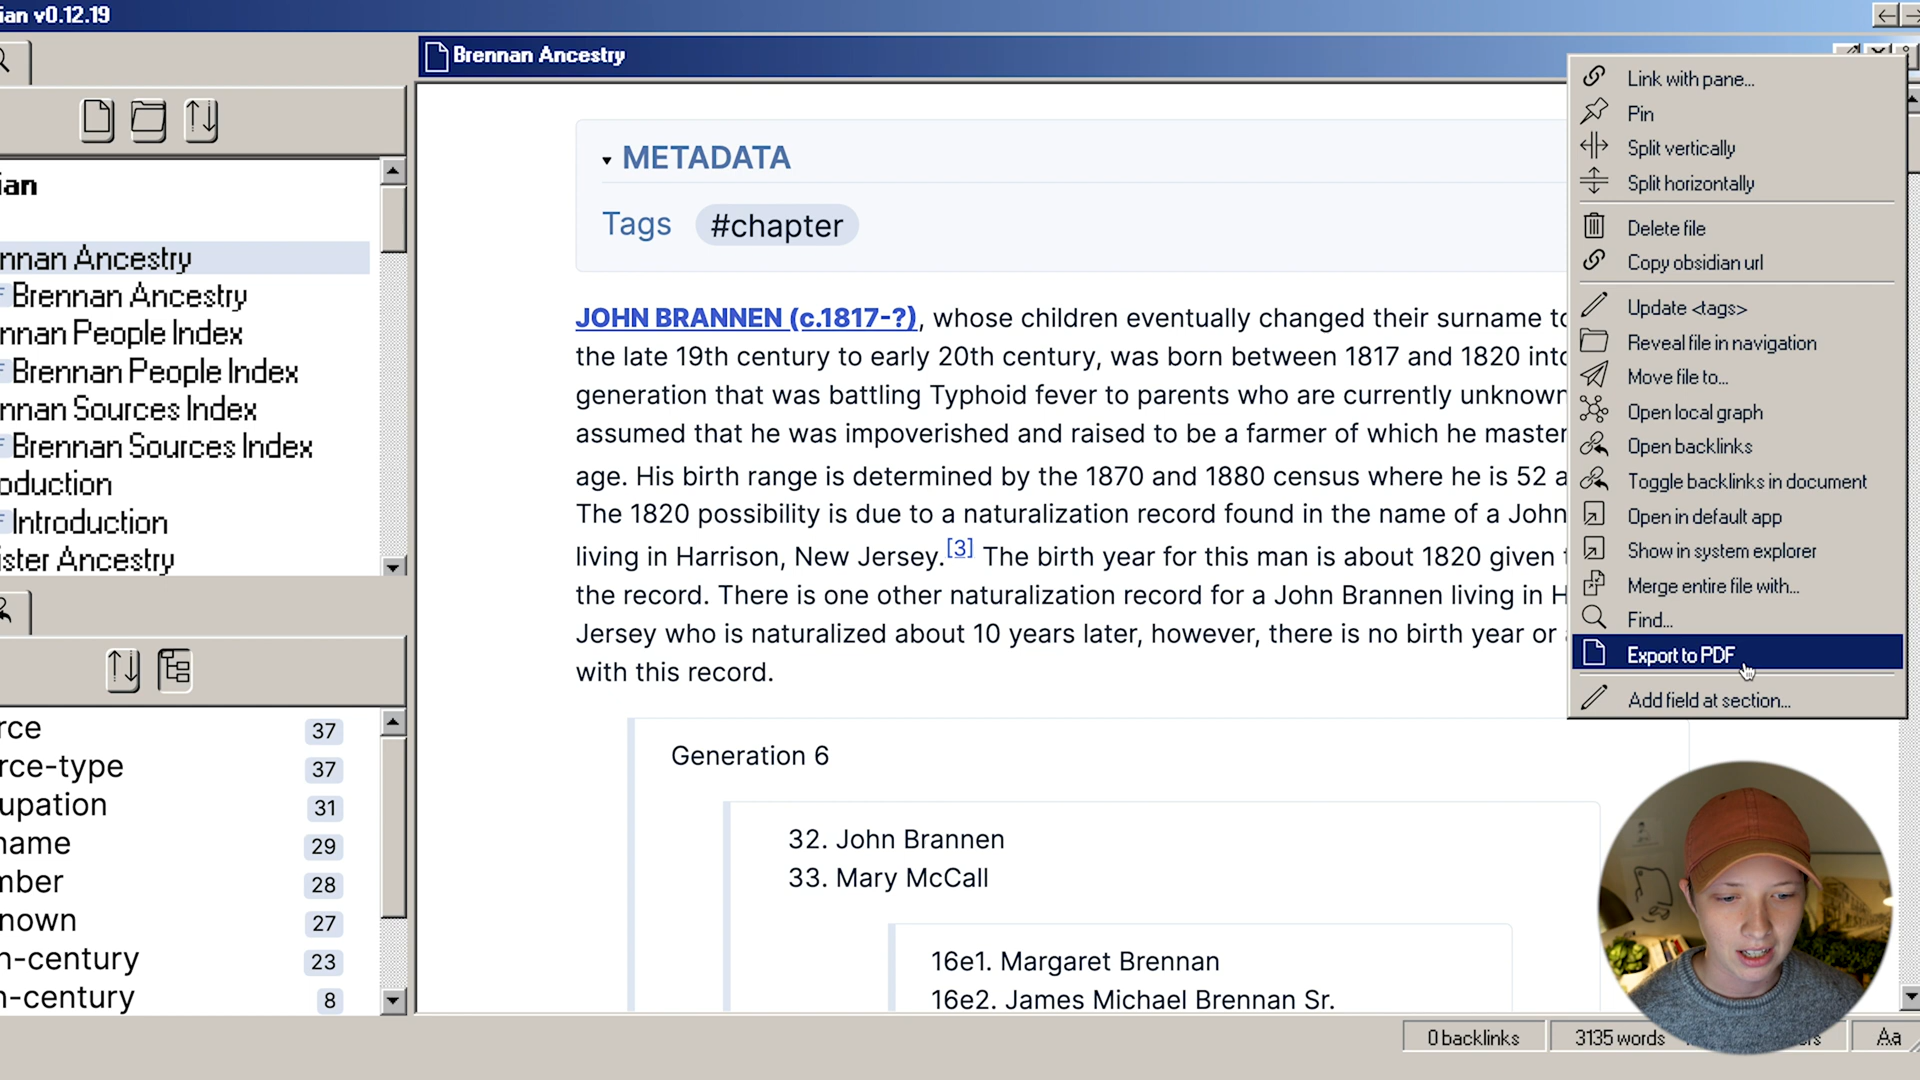 ian v0.12.19
Brennan Ancestry
ian
nnan Ancestry
Brennan Ancestry
nnan People Index
Brennan People Index
nnan Sources Index
Brennan Sources Index
oduction
Introduction
ister Ancestry
rce 37
rce-type 37
upation 31
name 29
mber 28
nown 27
h-century 23
h-century 8
METADATA
Tags #chapter
JOHN BRANNEN (c.1817-?), whose children eventually changed their surname to
the late 19th century to early 20th century, was born between 1817 and 1820 into
generation that was battling Typhoid fever to parents who are currently unknown
assumed that he was impoverished and raised to be a farmer of which he master
age. His birth range is determined by the 1870 and 1880 census where he is 52 a
The 1820 possibility is due to a naturalization record found in the name of a John
living in Harrison, New Jersey.[3] The birth year for this man is about 1820 given
the record. There is one other naturalization record for a John Brannen living in H
Jersey who is naturalized about 10 years later, however, there is no birth year or
with this record.
Generation 6
32. John Brannen
33. Mary McCall
16e1. Margaret Brennan
16e2. James Michael Brennan Sr.
Link with pane...
Pin
Split vertically
Split horizontally
Delete file
Copy obsidian url
Update <tags>
Reveal file in navigation
Move file to...
Open local graph
Open backlinks
Toggle backlinks in document
Open in default app
Show in system explorer
Merge entire file with...
Find...
Export to PDF
Add field at section...
0 backlinks
3135 words
Aa